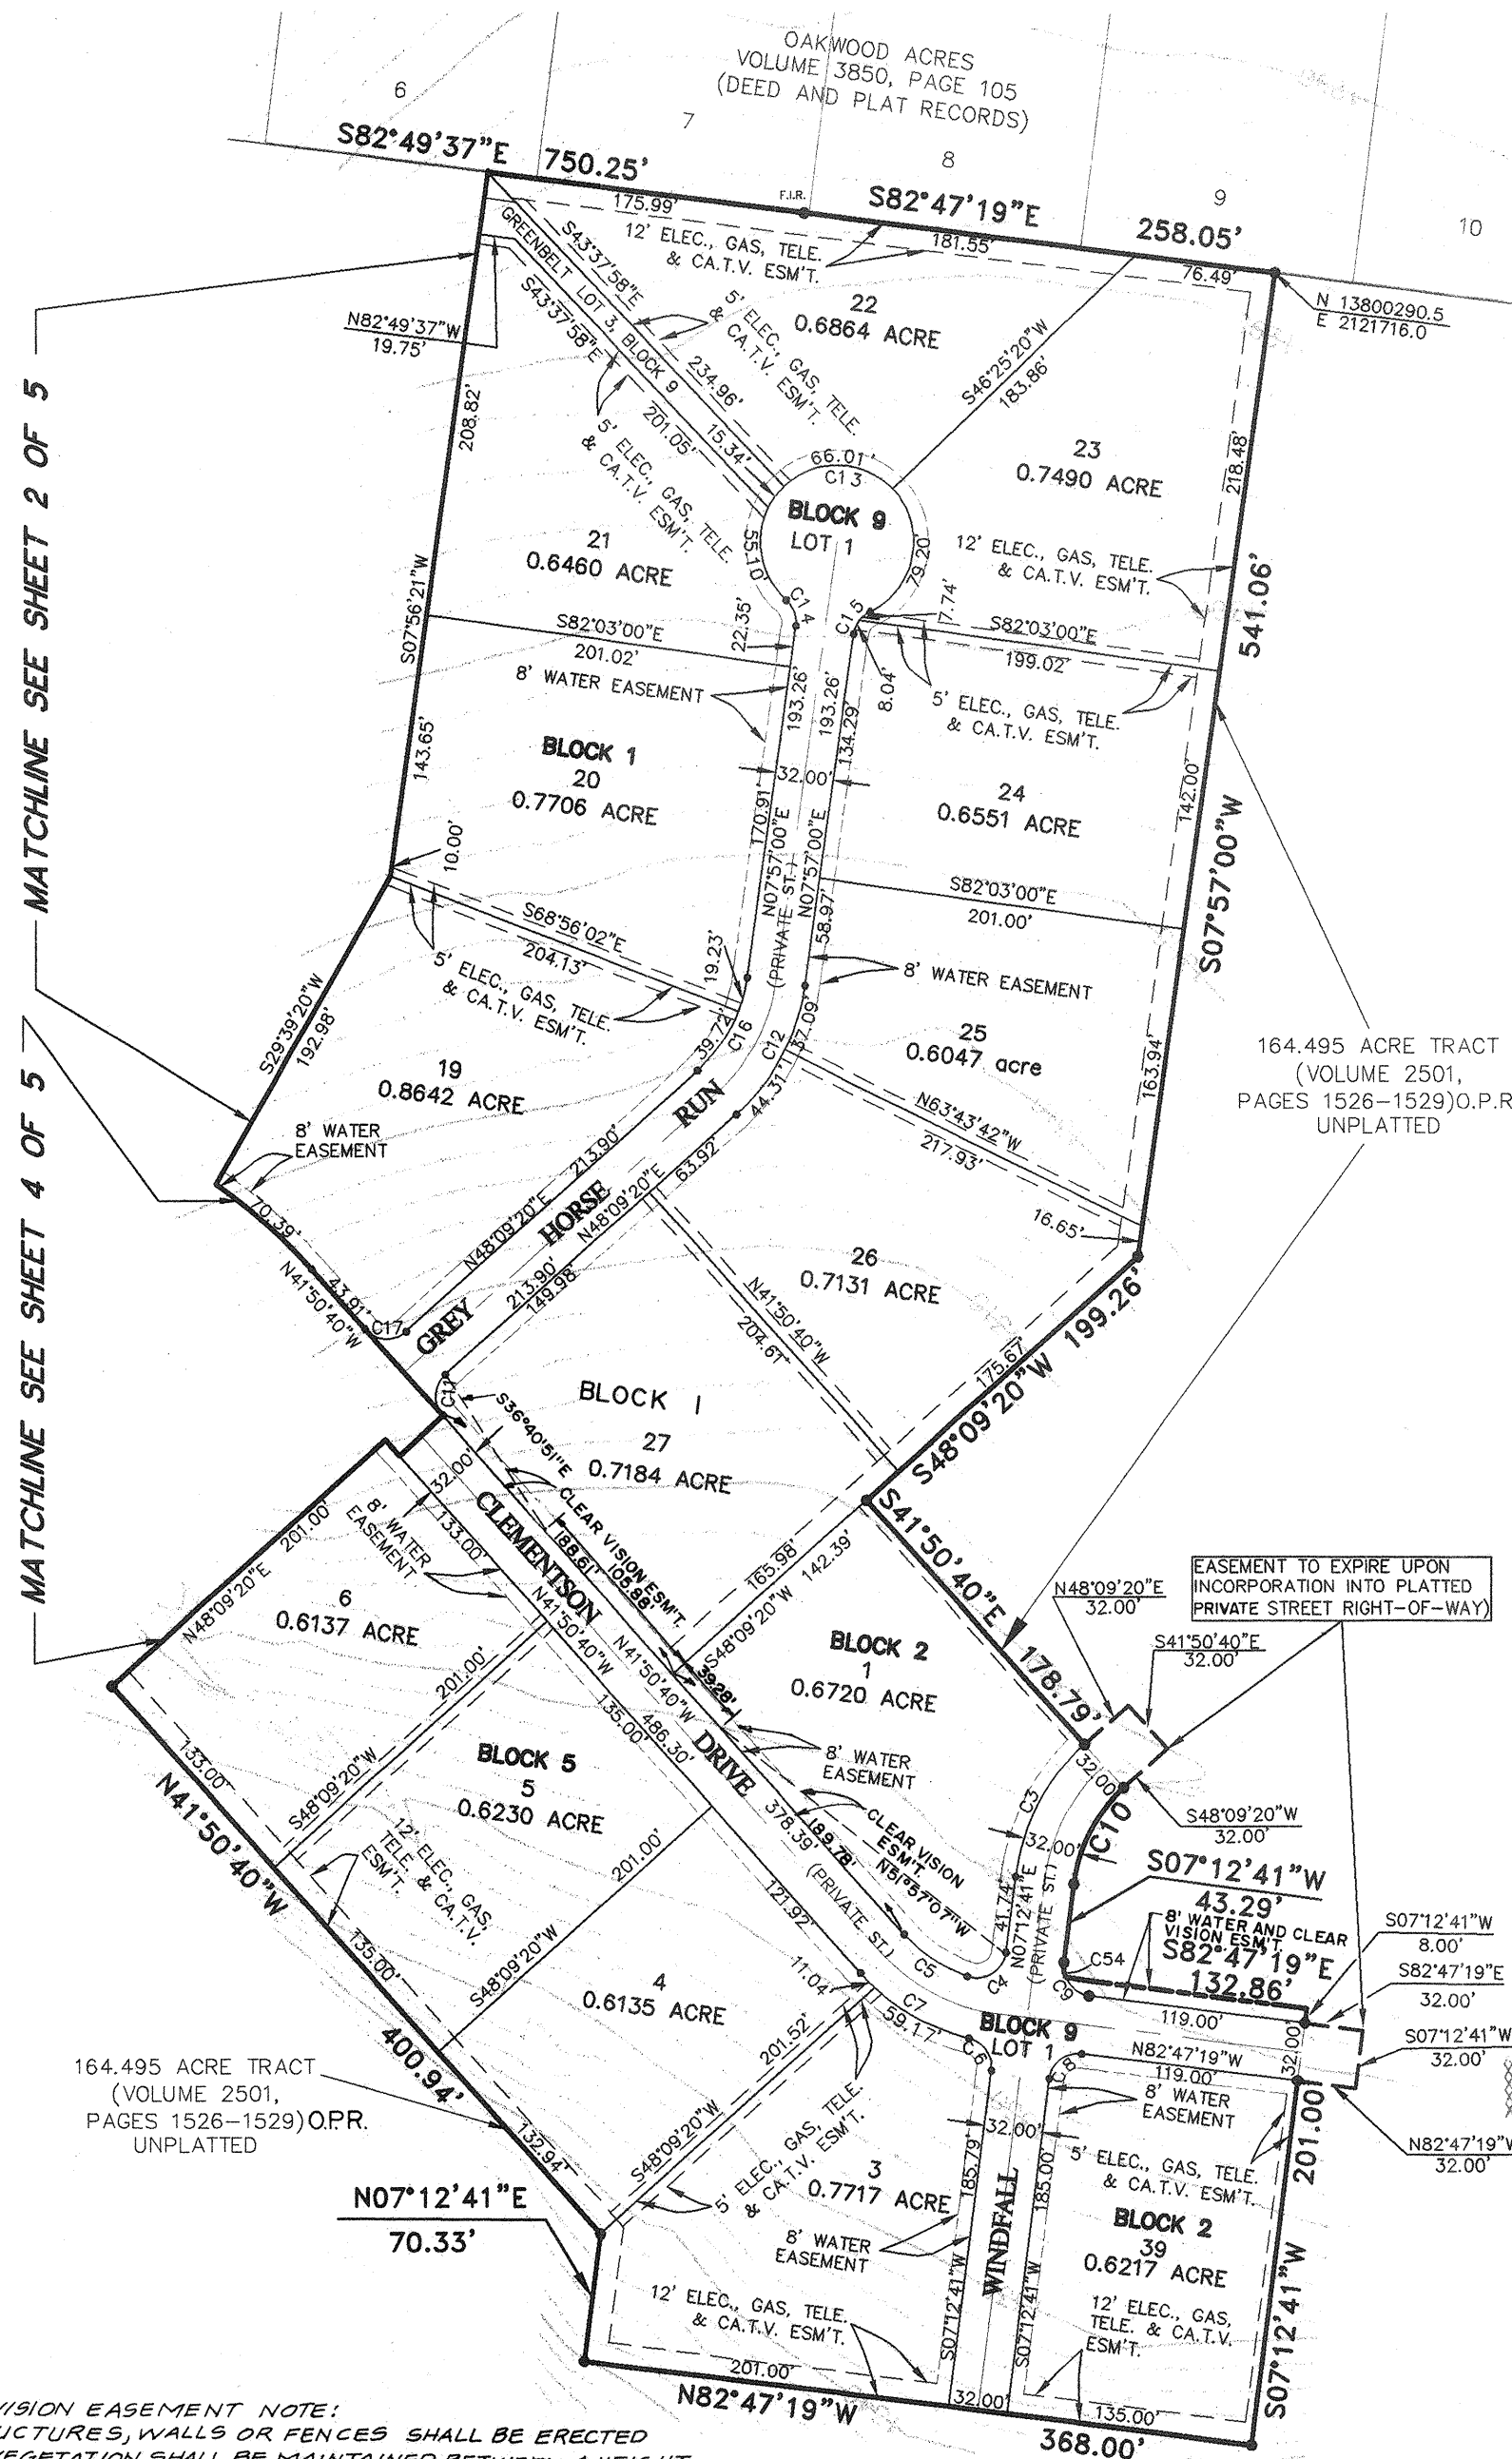 OAKWOOD ACRES
VOLUME 3850, PAGE 105
(DEED AND PLAT RECORDS)
6
7
8
9
10
S82°49'37"E 750.25'
F.I.R.
S82°47'19"E
258.05'
175.99'
181.55'
76.49'
12' ELEC., GAS, TELE.
& CA.T.V. ESM'T.
N 13800290.5
E 2121716.0
GREENBELT LOT 3, BLOCK 9
S43°37'58"E
234.96'
S43°37'58"E
201.05'
15.34'
5' ELEC., GAS, TELE.
& CA.T.V. ESM'T.
5' ELEC., GAS, TELE.
& CA.T.V. ESM'T.
N82°49'37"W
19.75'
22
0.6864 ACRE
S46°25'20"W
183.86'
23
0.7490 ACRE
218.48'
MATCHLINE SEE SHEET 2 OF 5
208.82'
66.01'
C13
BLOCK 9
LOT 1
55.10'
79.20'
C14
C15
7.74'
21
0.6460 ACRE
12' ELEC., GAS, TELE.
& CA.T.V. ESM'T.
541.06'
S07°56'21"W
S82°03'00"E
201.02'
22.35'
S82°03'00"E
199.02'
8.04'
8' WATER EASEMENT
193.26'
193.26'
134.29'
5' ELEC., GAS, TELE.
& CA.T.V. ESM'T.
143.65'
BLOCK 1
20
0.7706 ACRE
32.00'
24
0.6551 ACRE
142.00'
170.91'
N07°57'00"E
(PRIVATE ST.)
N07°57'00"E
58.97'
S07°57'00"W
10.00'
S82°03'00"E
201.00'
S68°56'02"E
204.13'
19.23'
8' WATER EASEMENT
5' ELEC., GAS, TELE.
& CA.T.V. ESM'T.
S29°39'20"W
192.98'
39.72'
C16
C12
37.09'
44.31'
25
0.6047 acre
163.94'
164.495 ACRE TRACT
(VOLUME 2501,
PAGES 1526-1529)O.P.R
UNPLATTED
19
0.8642 ACRE
N63°43'42"W
217.93'
16.65'
8' WATER
EASEMENT
213.90'
N48°09'20"E
GREY HORSE RUN
63.92'
N48°09'20"E
213.90'
149.98'
MATCHLINE SEE SHEET 4 OF 5
70.39'
43.91'
N41°50'40"W
C17
C11
26
0.7131 ACRE
N41°50'40"W
204.61'
175.67'
S48°09'20"W 199.26'
BLOCK 1
27
0.7184 ACRE
S36°40'51"E
CLEAR VISION ESM'T.
188.61'
105.88'
32.00'
8' WATER
EASEMENT
133.00'
CLEMENTSON DRIVE
N41°50'40"W
201.00'
N48°09'20"E
6
0.6137 ACRE
165.98'
S48°09'20"W 142.39'
S41°50'40"E 178.79'
EASEMENT TO EXPIRE UPON
INCORPORATION INTO PLATTED
PRIVATE STREET RIGHT-OF-WAY)
N48°09'20"E
32.00'
S41°50'40"E
32.00'
BLOCK 2
1
0.6720 ACRE
39.28'
N41°50'40"W
486.30'
378.39'
135.00'
201.00'
S48°09'20"W
133.00'
N41°50'40"W
BLOCK 5
5
0.6230 ACRE
8' WATER
EASEMENT
32.00'
C3
C10
S48°09'20"W
32.00'
32.00'
CLEAR VISION
ESM'T.
N51°57'07"W
189.78'
S07°12'41"W
43.29'
8' WATER AND CLEAR
VISION ESM'T.
S82°47'19"E
132.86'
12' ELEC., GAS,
TELE. & CA.T.V.
ESM'T.
201.00'
S48°09'20"W
135.00'
121.92'
(PRIVATE ST.)
41.74'
N07°12'41"E
(PRIVATE ST.)
C54
C5
C4
C9
S07°12'41"W
8.00'
S82°47'19"E
32.00'
S07°12'41"W
32.00'
N82°47'19"W
32.00'
11.04'
C7
59.17'
C6
C8
BLOCK 9
LOT 1
119.00'
N82°47'19"W
119.00'
32.00'
4
0.6135 ACRE
201.52'
S48°09'20"W
400.94'
132.94'
164.495 ACRE TRACT
(VOLUME 2501,
PAGES 1526-1529)O.P.R.
UNPLATTED
5' ELEC., GAS, TELE.
& CA.T.V. ESM'T.
3
0.7717 ACRE
8' WATER
EASEMENT
32.00'
185.79'
S07°12'41"W
WINDFALL
185.00'
S07°12'41"W
8' WATER
EASEMENT
5' ELEC., GAS, TELE.
& CA.T.V. ESM'T.
201.00'
BLOCK 2
39
0.6217 ACRE
12' ELEC., GAS,
TELE. & CA.T.V.
ESM'T.
S07°12'41"W
N07°12'41"E
70.33'
12' ELEC., GAS, TELE.
& CA.T.V. ESM'T.
201.00'
32.00'
135.00'
N82°47'19"W
368.00'
VISION EASEMENT NOTE:
UCTURES, WALLS OR FENCES SHALL BE ERECTED
VEGETATION SHALL BE MAINTAINED BETWEEN A HEIGHT